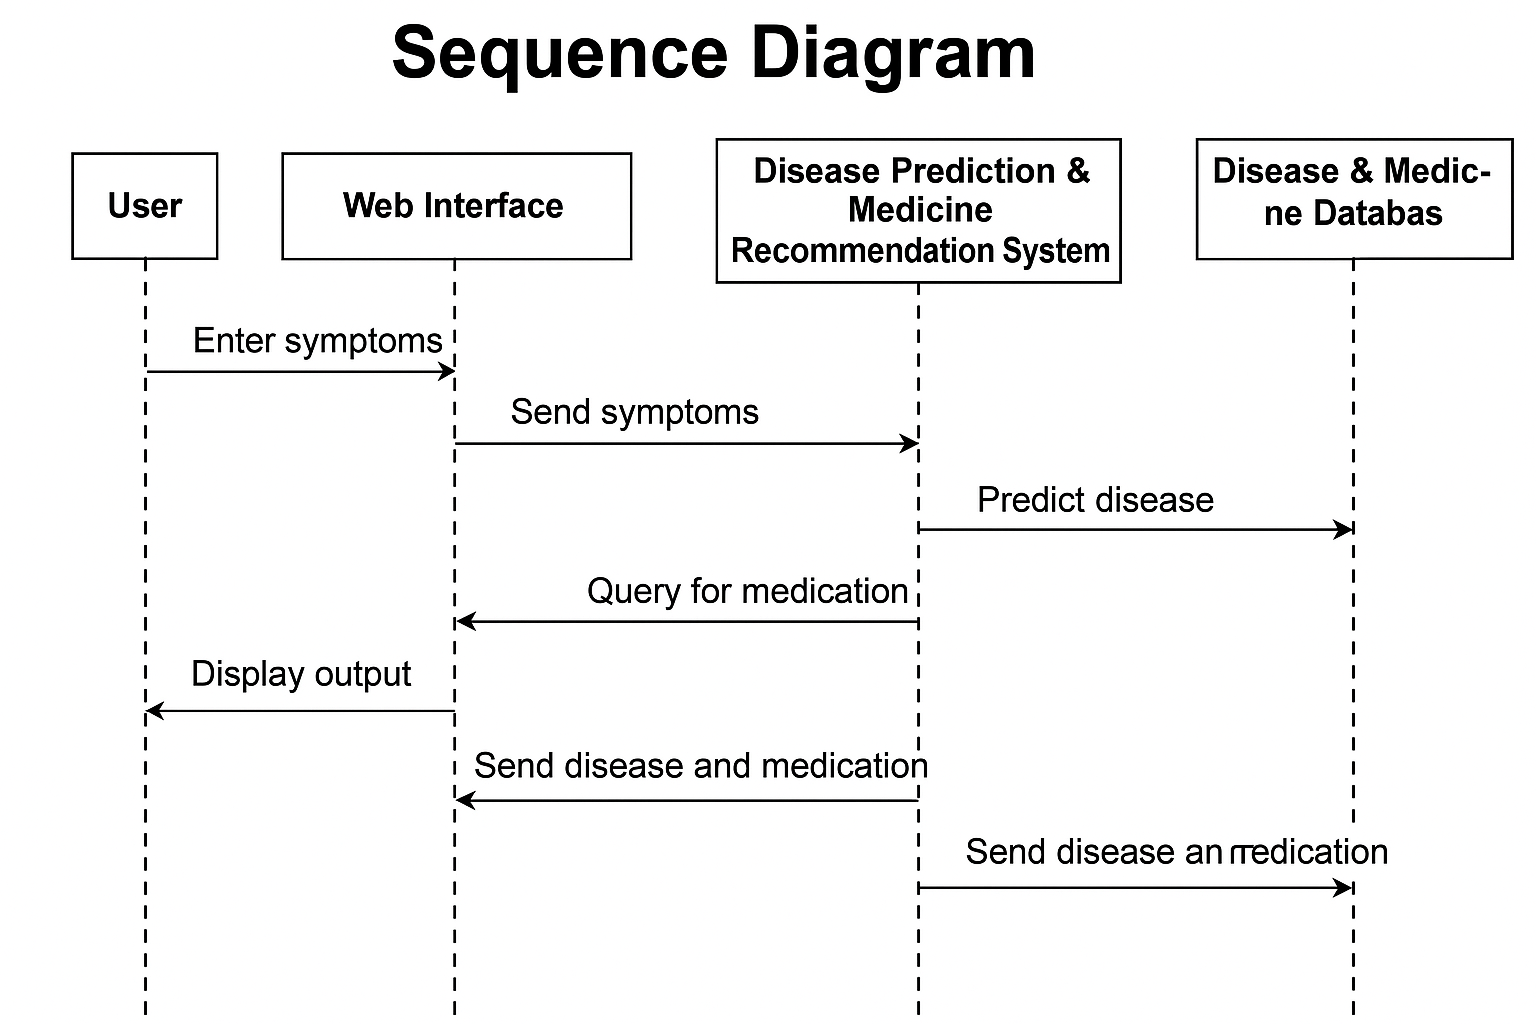 Sequence Diagram
User
Web Interface
Disease Prediction &
Medicine
Recommendation System
Disease & Medic-
ne Databas
Enter symptoms
Send symptoms
Predict disease
Query for medication
Display output
Send disease and medication
Send disease an